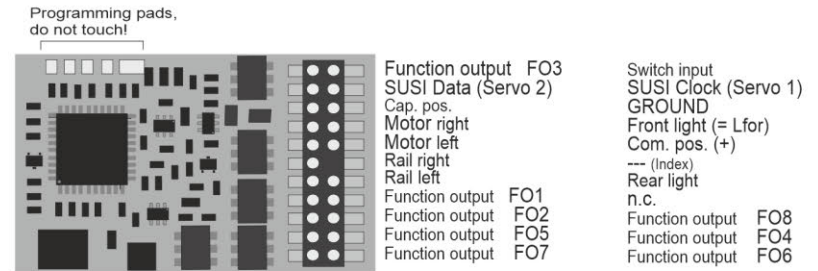 Programming pads,
do not touch!
Function output FO3
SUSI Data (Servo 2)
Cap. pos.
Motor right
Motor left
Rail right
Rail left
Function output FO1
Function output FO2
Function output FO5
Function output FO7
Switch input
SUSI Clock (Servo 1)
GROUND
Front light (= Lfor)
Com. pos. (+)
--- (Index)
Rear light
n.c.
Function output FO8
Function output FO4
Function output FO6